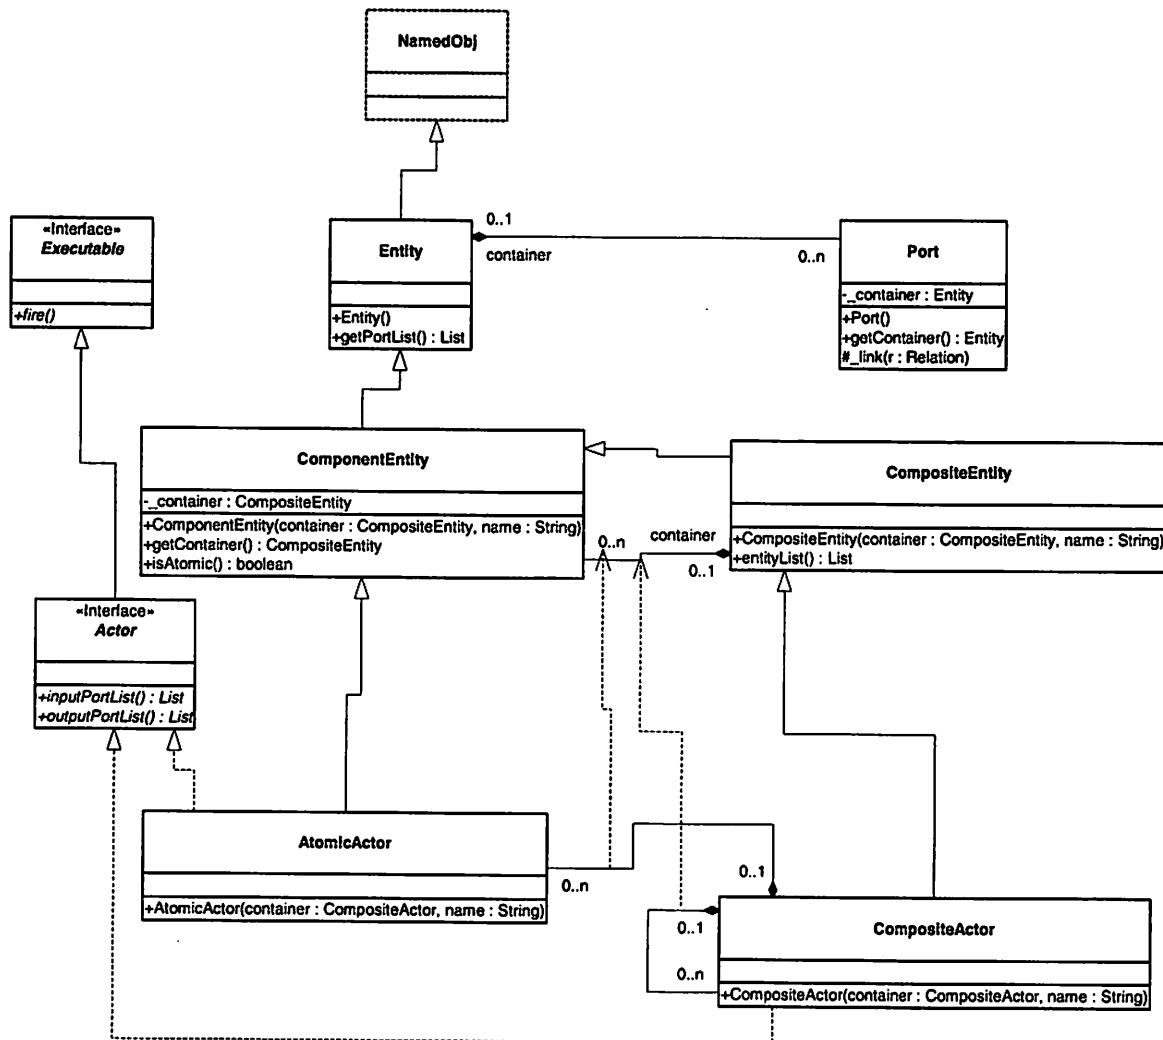 NamedObj
«Interface»
Executable
+fire()
Entity
+Entity()
+getPortList() : List
0..1
container
0..n
Port
-_container : Entity
+Port()
+getContainer() : Entity
#_link(r : Relation)
ComponentEntity
-_container : CompositeEntity
+ComponentEntity(container : CompositeEntity, name : String)
+getContainer() : CompositeEntity
+isAtomic() : boolean
0..n
container
0..1
CompositeEntity
+CompositeEntity(container : CompositeEntity, name : String)
+entityList() : List
«Interface»
Actor
+inputPortList() : List
+outputPortList() : List
AtomicActor
+AtomicActor(container : CompositeActor, name : String)
0..n
0..1
0..1
0..n
CompositeActor
+CompositeActor(container : CompositeActor, name : String)